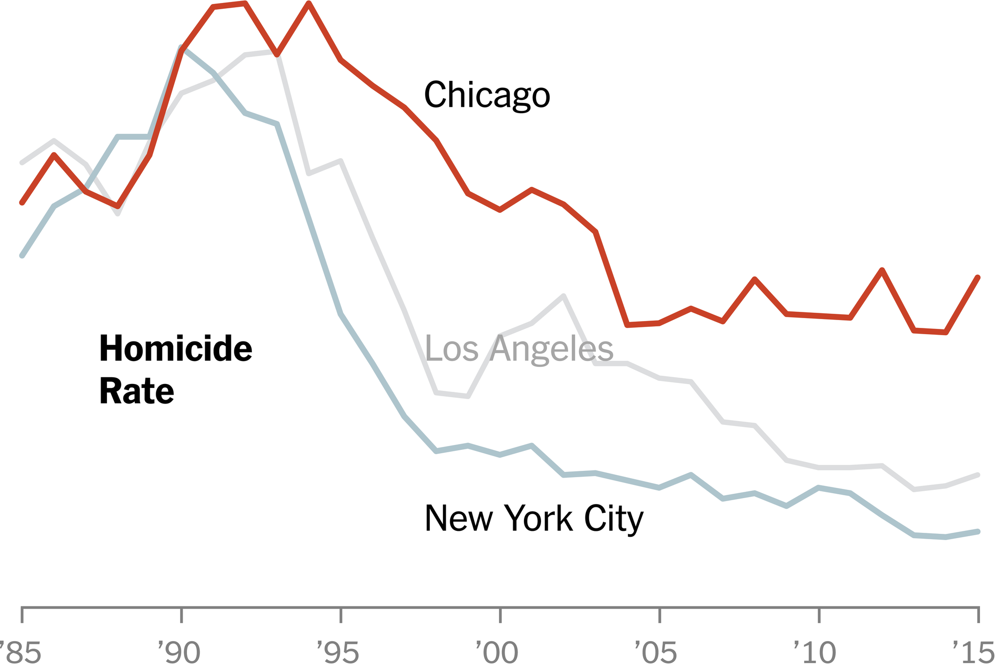 Chicago
Homicide
Rate
Los Angeles
New York City
’85 ’90 ’95 ’00 ’05 ’10 ’15